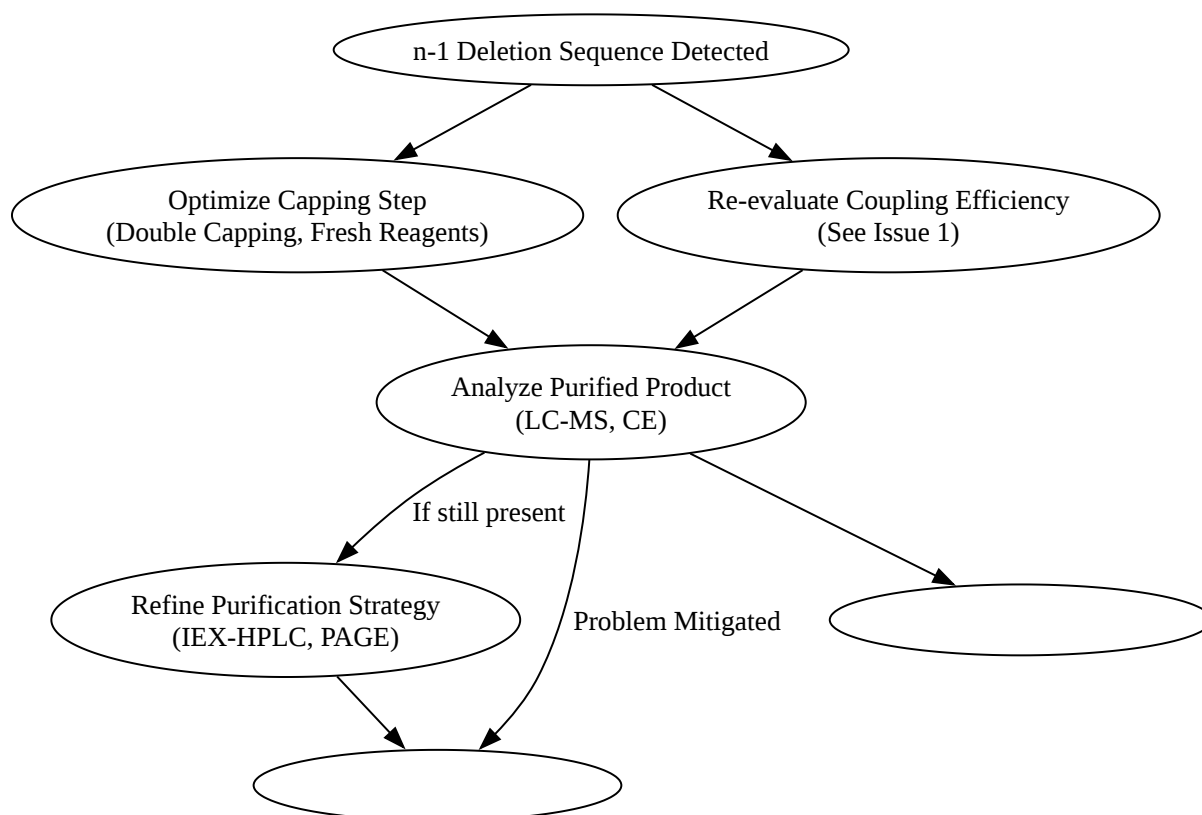 n-1 Deletion Sequence Detected
Optimize Capping Step
(Double Capping, Fresh Reagents)
Re-evaluate Coupling Efficiency
(See Issue 1)
Analyze Purified Product
(LC-MS, CE)
If still present
Refine Purification Strategy
(IEX-HPLC, PAGE)
Problem Mitigated